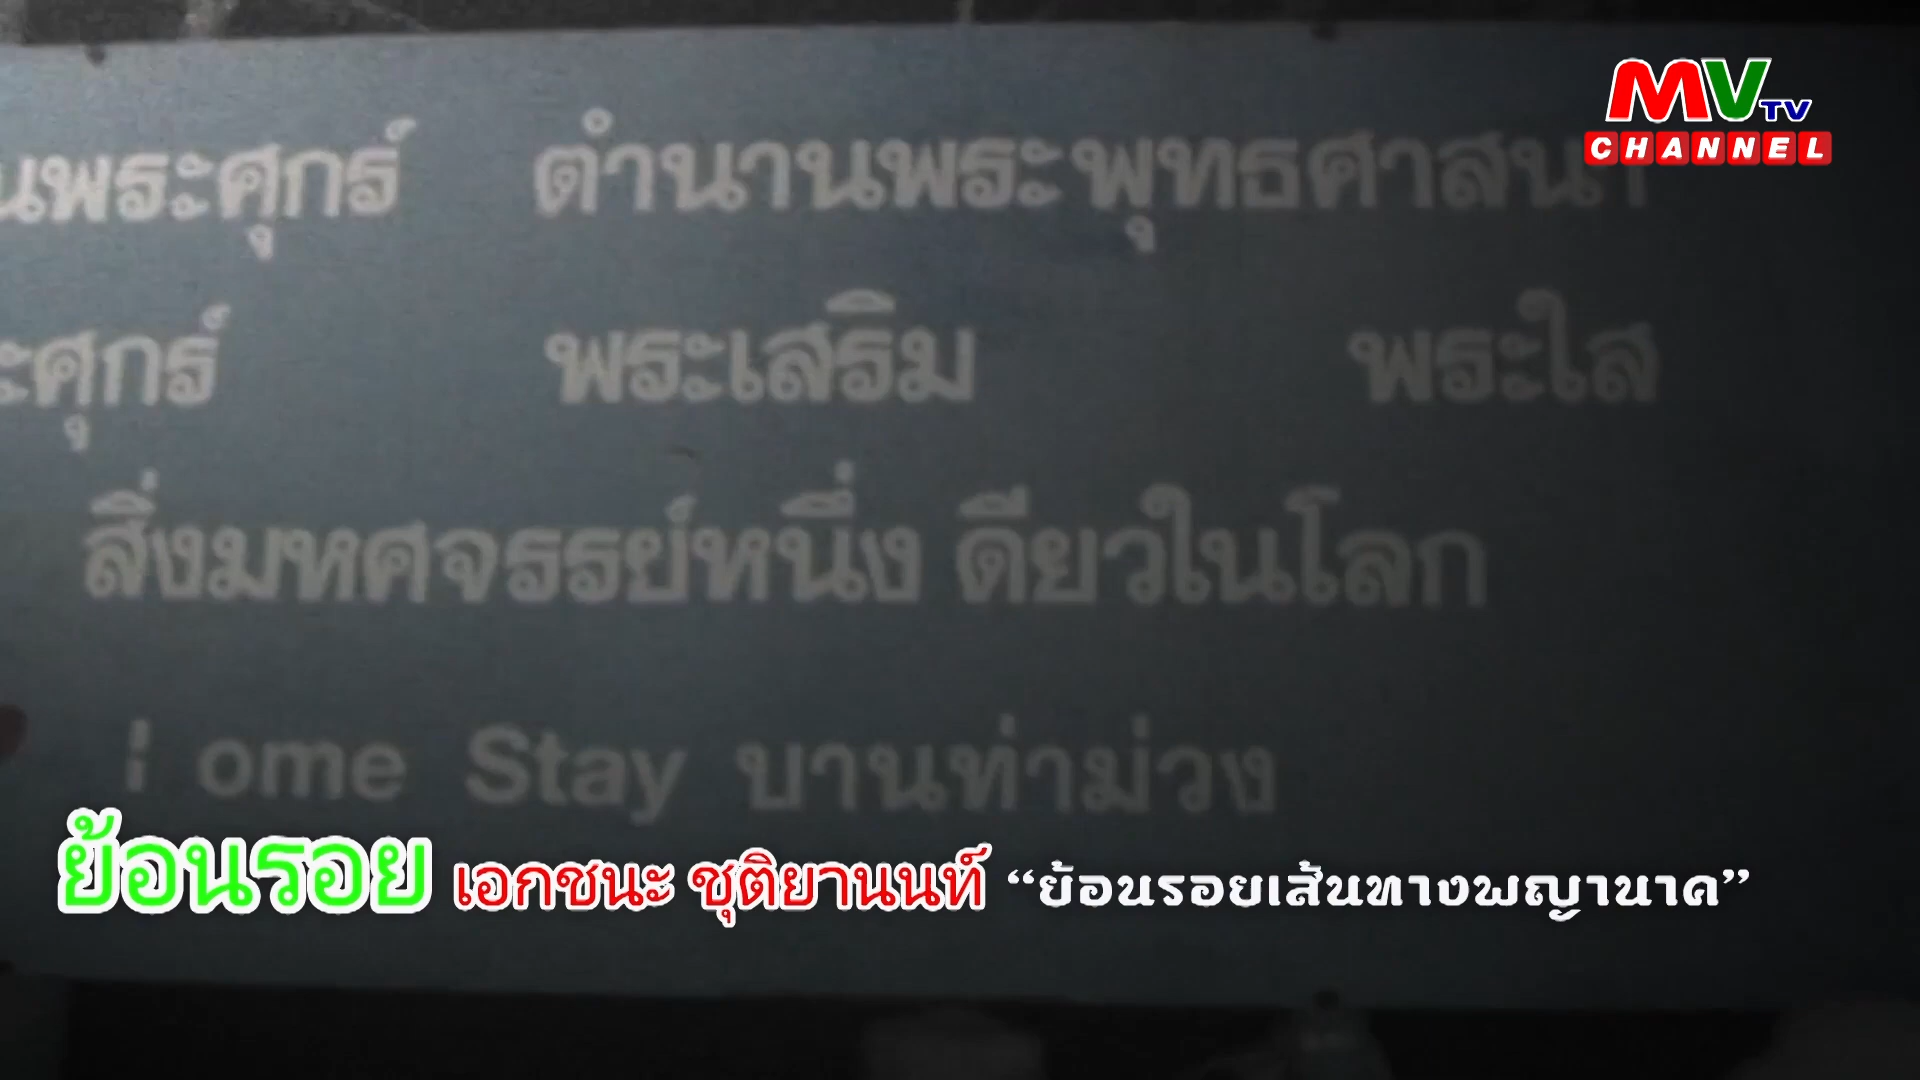 MVTV
CHANNEL
นพระศุกร์ ตำนานพระพุทธศาสนา
ะศุกร์ พระเสริม พระใส
สิ่งมหศจรรย์หนึ่ง ดียวในโลก
ome Stay บานท่าม่วง
ย้อนรอย เอกชนะ ชุติยานนท์ “ย้อนรอยเส้นทางพญานาค”